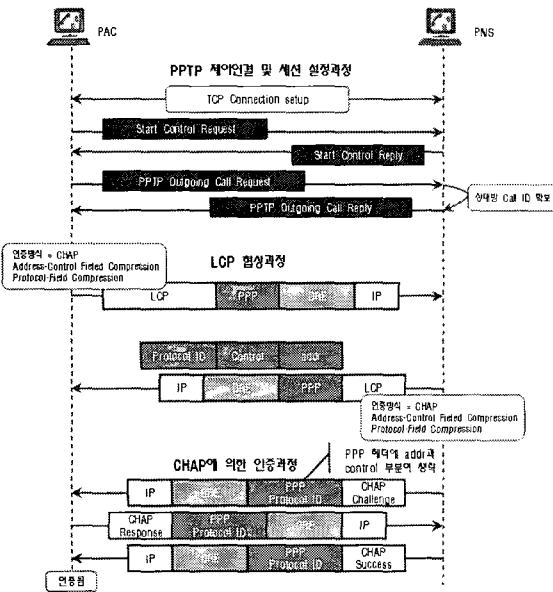 PAC
PNS
PPTP 제어연결 및 세션 설정과정
TCP Connection setup
Start Control Request
Start Control Reply
PPTP Outgoing Call Request
PPTP Outgoing Call Reply
상대방 Call ID 확보
인증방식 = CHAP
Address-Control Fieled Compression
Protocol-Field Compression
LCP 협상과정
LCP PPP GRE IP
Protocol ID Control addr
IP GRE PPP LCP
인증방식 = CHAP
Address-Control Fieled Compression
Protocol-Field Compression
CHAP에 의한 인증과정
PPP 헤더에 addr과
control 부분이 생략
IP GRE PPP Protocol ID CHAP Challenge
CHAP Response PPP Protocol ID GRE IP
IP GRE PPP Protocol ID CHAP Success
인증됨